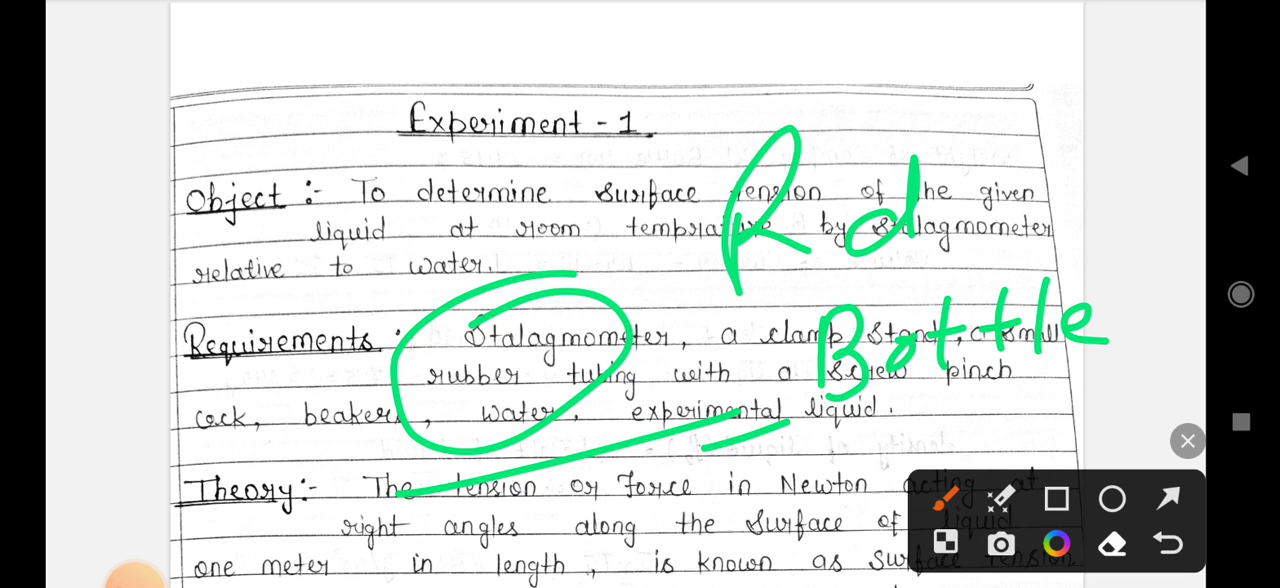 Experiment - 1
Object :- To determine surface tension of the given
liquid at room temprature by Stalagmometer
relative to water.
Rd
Bottle
Requirements : Stalagmometer, a clamp stand, a small
rubber tubing with a screw pinch
cock, beakers, water, experimental liquid.
Theory :- The tension or Force in Newton acting at
right angles along the surface of liquid
one meter in length, is known as surface tension